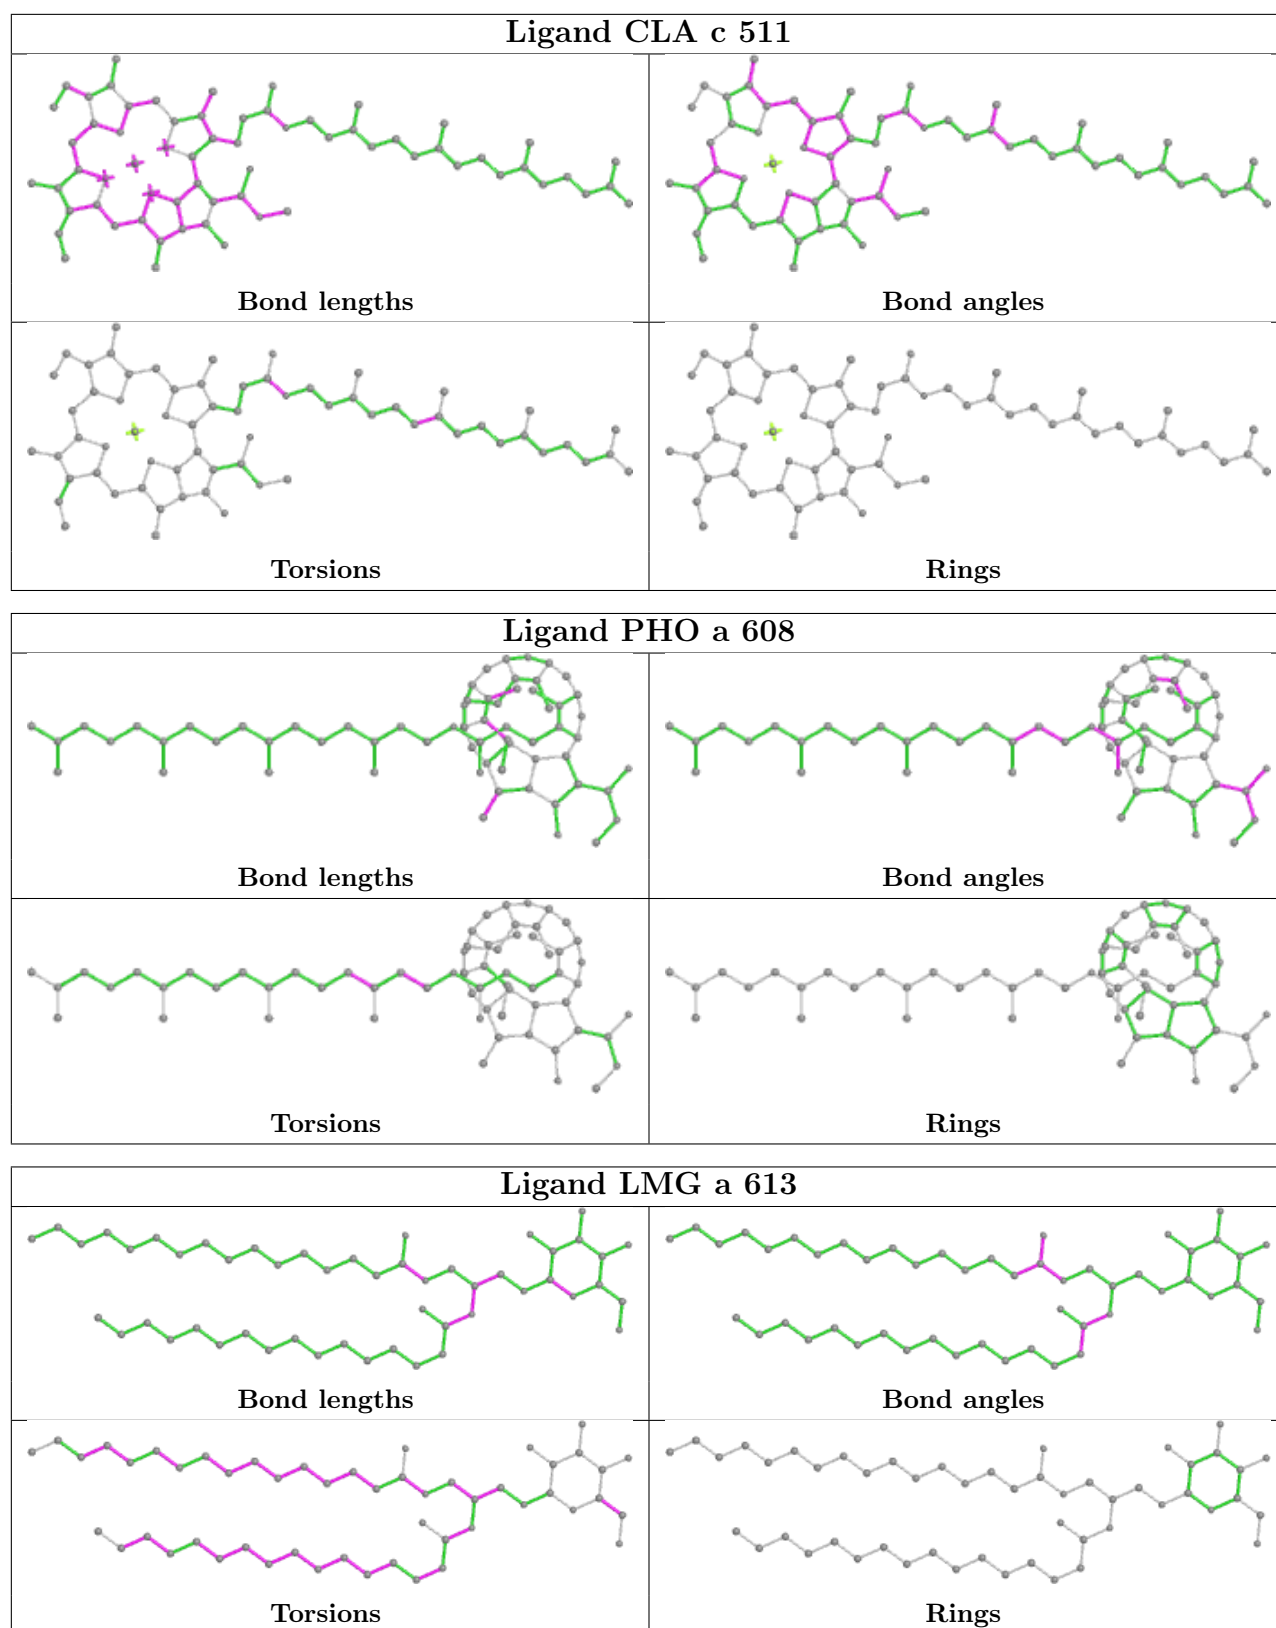 Ligand CLA c 511
Bond lengths
Bond angles
Torsions
Rings
Ligand PHO a 608
Bond lengths
Bond angles
Torsions
Rings
Ligand LMG a 613
Bond lengths
Bond angles
Torsions
Rings